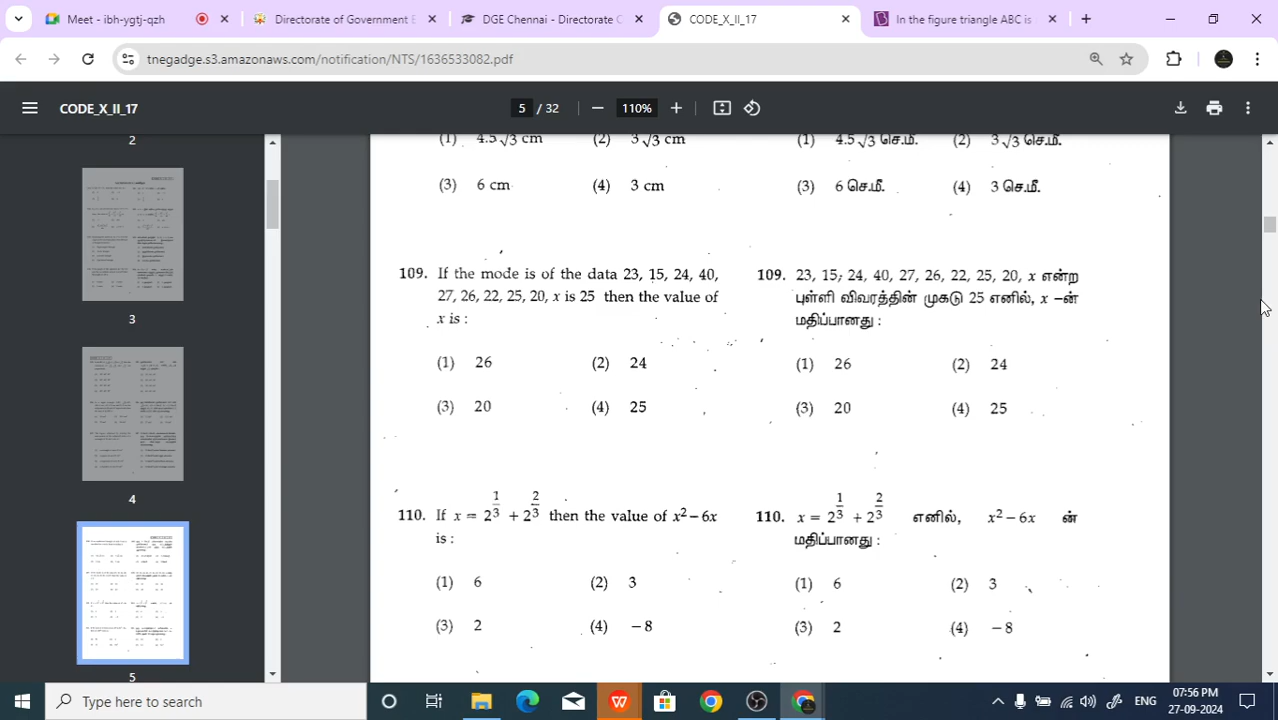 Meet - ibh-ygtj-qzh
Directorate of Government E
DGE Chennai - Directorate C
CODE_X_II_17
In the figure triangle ABC is
tnegadge.s3.amazonaws.com/notification/NTS/1636533082.pdf
CODE_X_II_17
5 / 32
110%
2
3
4
5
(1) 4.5√3 cm (2) 3√3 cm
(3) 6 cm (4) 3 cm
109. If the mode is of the data 23, 15, 24, 40,
27, 26, 22, 25, 20, x is 25 then the value of
x is :
(1) 26 (2) 24
(3) 20 (4) 25
110. If x = 2^(1/3) + 2^(2/3) then the value of x² − 6x
is :
(1) 6 (2) 3
(3) 2 (4) − 8
(1) 4.5√3 செ.மீ. (2) 3√3 செ.மீ.
(3) 6 செ.மீ. (4) 3 செ.மீ.
109. 23, 15, 24, 40, 27, 26, 22, 25, 20, x என்ற
புள்ளி விவரத்தின் முகடு 25 எனில், x −ன்
மதிப்பானது :
(1) 26 (2) 24
(3) 20 (4) 25
110. x = 2^(1/3) + 2^(2/3) எனில், x² − 6x ன்
மதிப்பானது :
(1) 6 (2) 3
(3) 2 (4) − 8
Type here to search
ENG
07:56 PM
27-09-2024